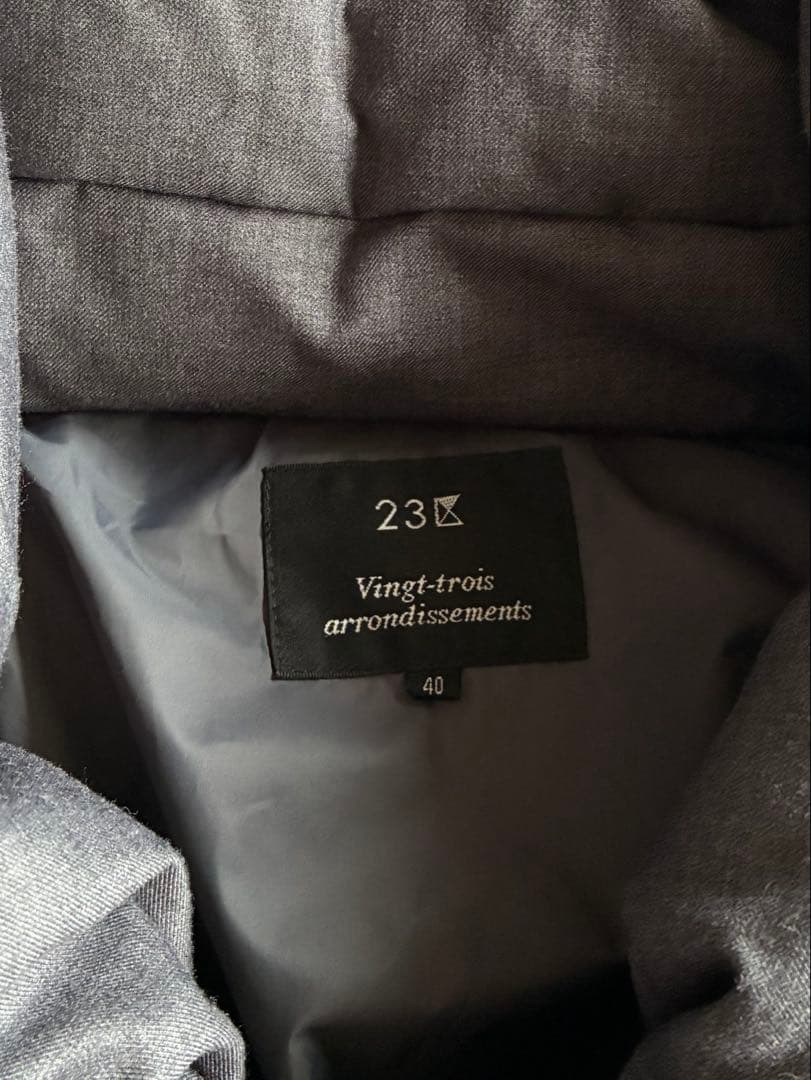 23区
Vingt-trois
arrondissements
40